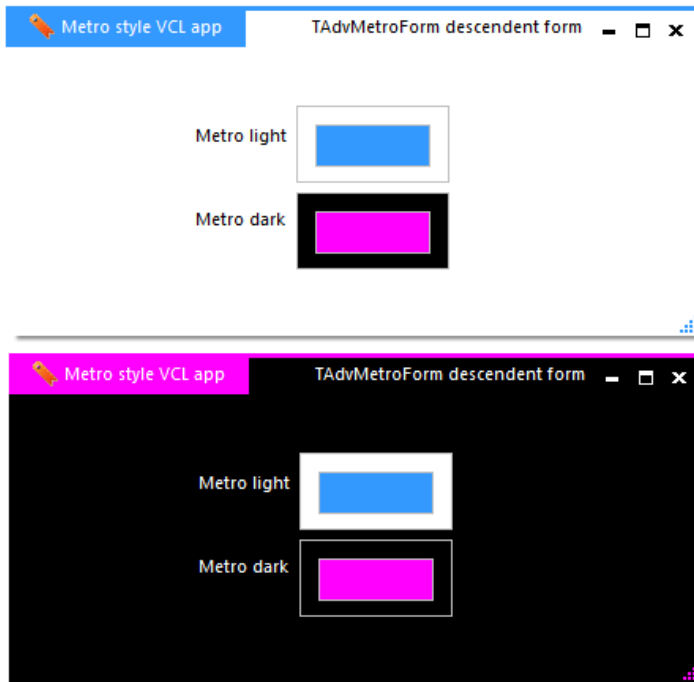 Metro style VCL app
TAdvMetroForm descendent form
Metro light
Metro dark
Metro style VCL app
TAdvMetroForm descendent form
Metro light
Metro dark